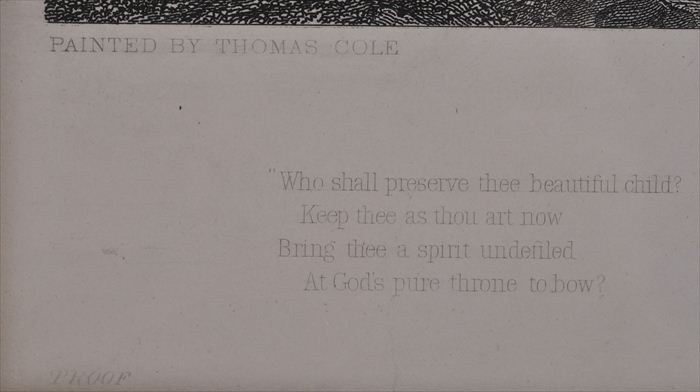 PAINTED BY THOMAS COLE
"Who shall preserve thee beautiful child?
Keep thee as thou art now
Bring thee a spirit undefiled
At God's pure throne to bow?
PROOF